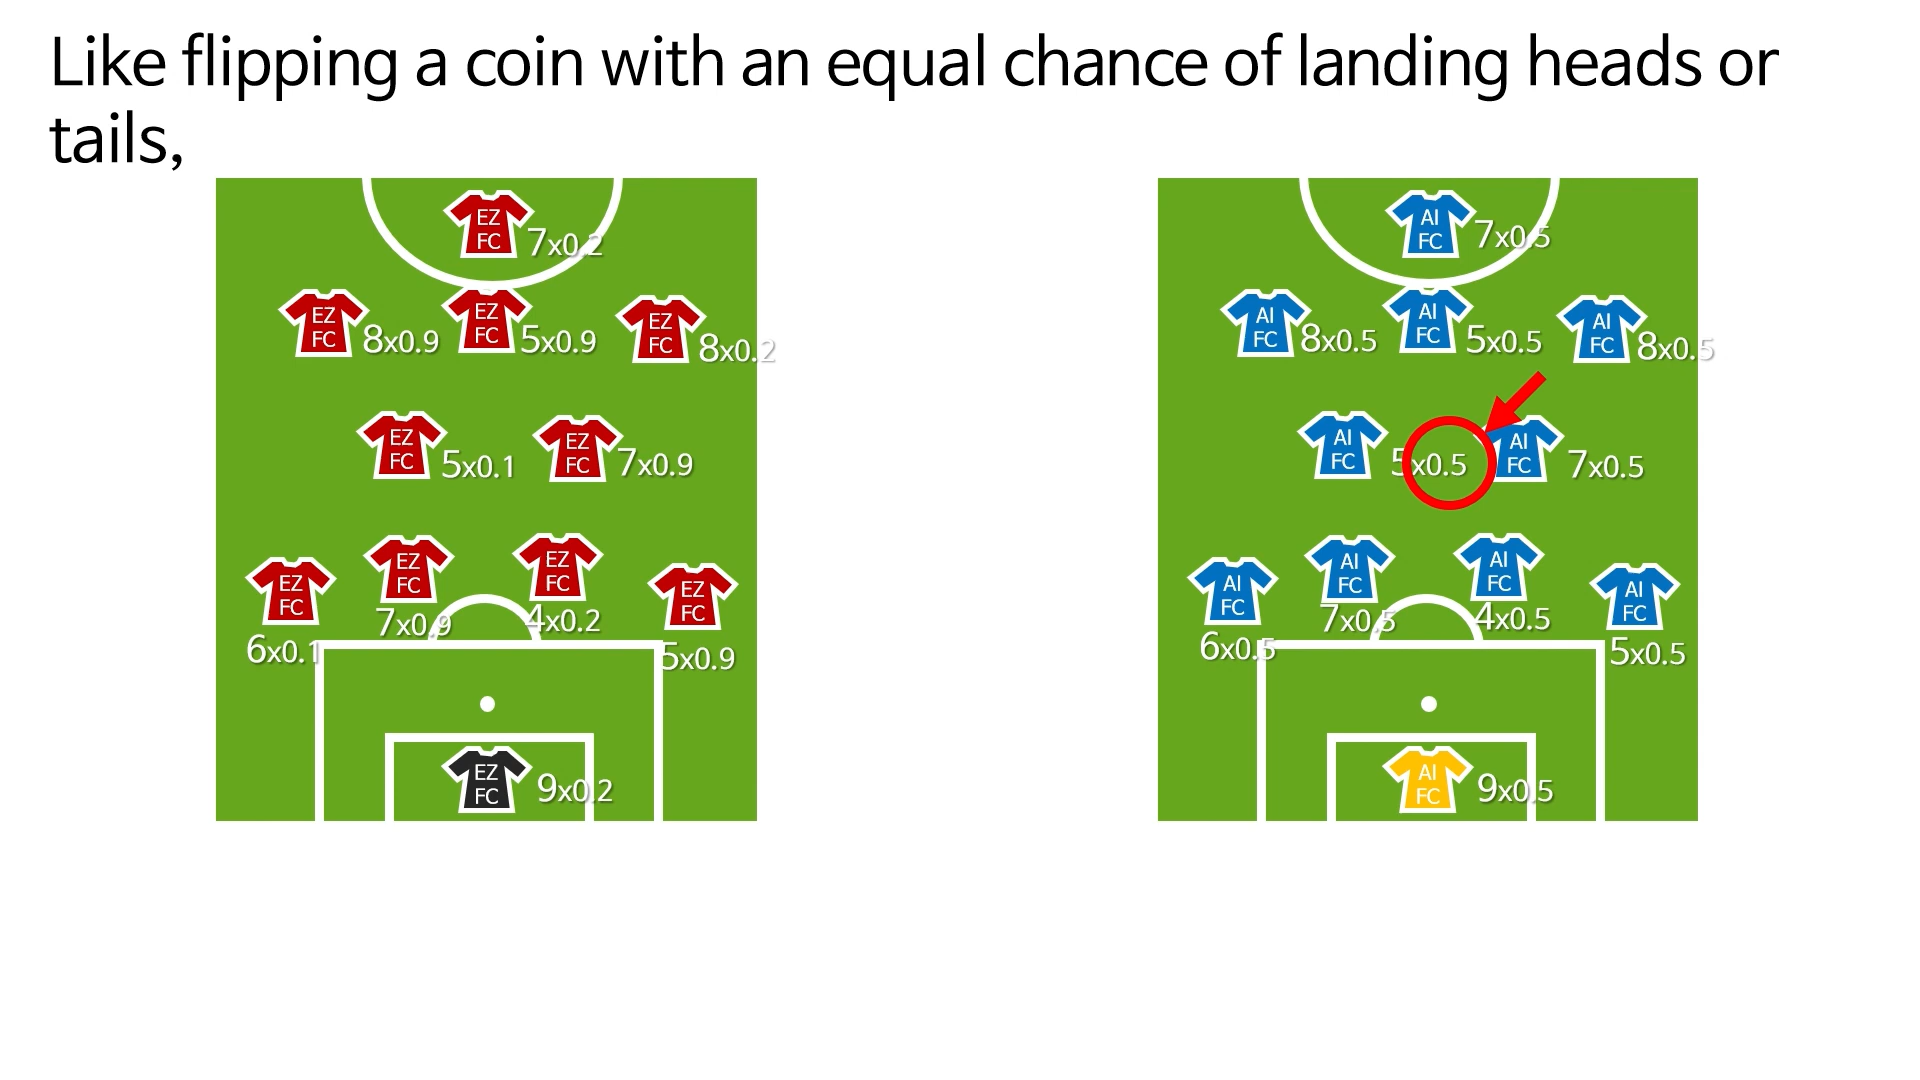 Like flipping a coin with an equal chance of landing heads or
tails,
EZ
FC
7x0.2
EZ
FC
8x0.9
EZ
FC
5x0.9
EZ
FC
8x0.2
EZ
FC
5x0.1
EZ
FC
7x0.9
EZ
FC
6x0.1
EZ
FC
7x0.9
EZ
FC
4x0.2
EZ
FC
5x0.9
EZ
FC
9x0.2
AI
FC
7x0.5
AI
FC
8x0.5
AI
FC
5x0.5
AI
FC
8x0.5
AI
FC
5x0.5
AI
FC
7x0.5
AI
FC
6x0.5
AI
FC
7x0.5
AI
FC
4x0.5
AI
FC
5x0.5
AI
FC
9x0.5